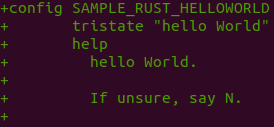 +config SAMPLE_RUST_HELLOWORLD
+       tristate "hello World"
+       help
+         hello World.
+
+         If unsure, say N.
+